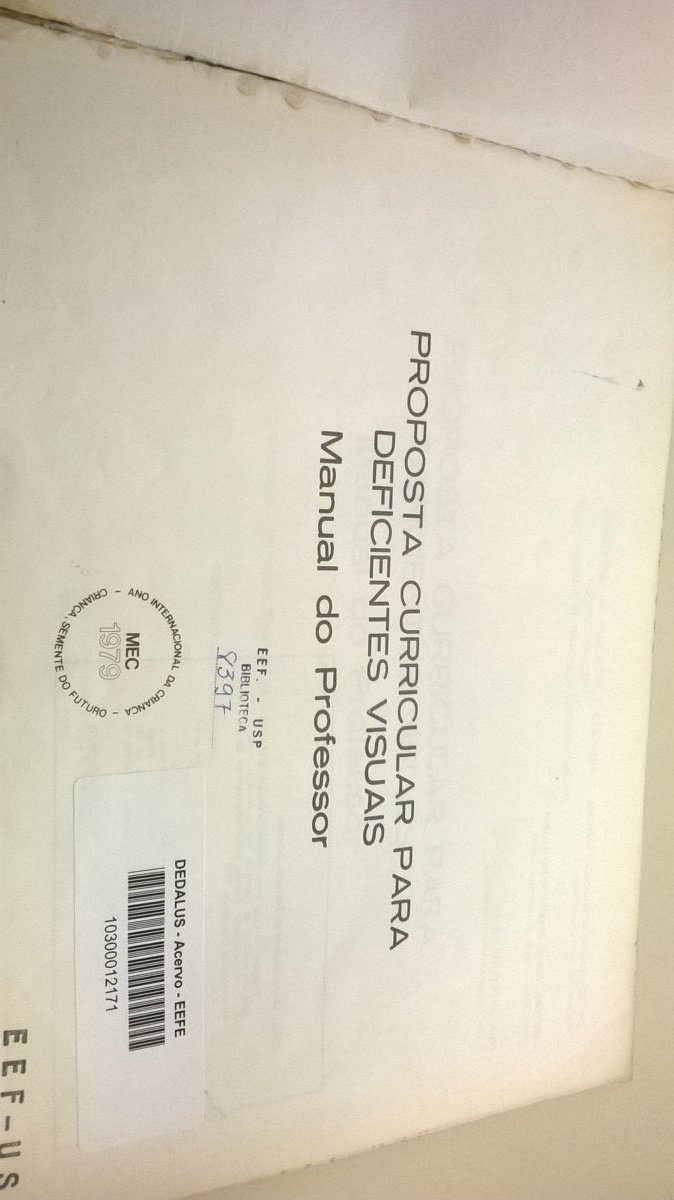 PROPOSTA CURRICULAR PARA
DEFICIENTES VISUAIS
Manual do Professor
EEF. - USP
BIBLIOTECA
8397
ANO INTERNACIONAL DA CRIANÇA - CRIANÇA, SEMENTE DO FUTURO -
MEC
1979
DEDALUS - Acervo - EEFE
10300012171
EEF-US